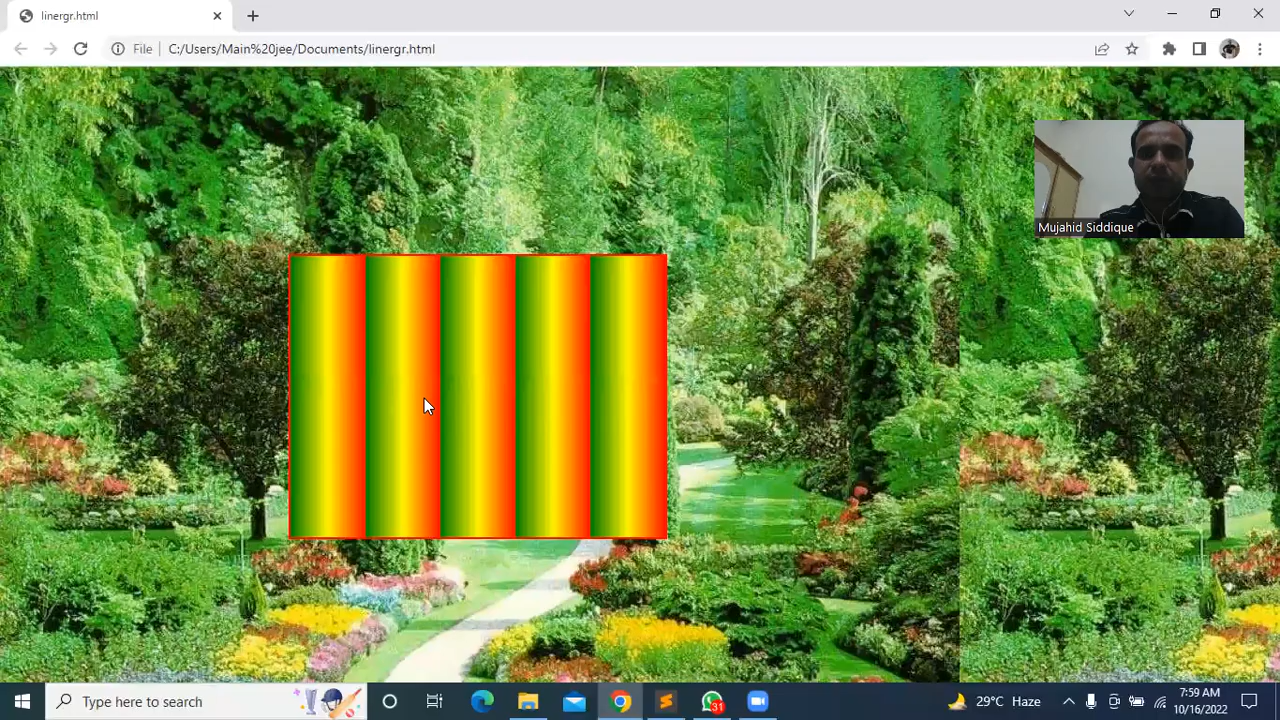 linergr.html
File
C:/Users/Main%20jee/Documents/linergr.html
Mujahid Siddique
Type here to search
31
29°C Haze
7:59 AM
10/16/2022